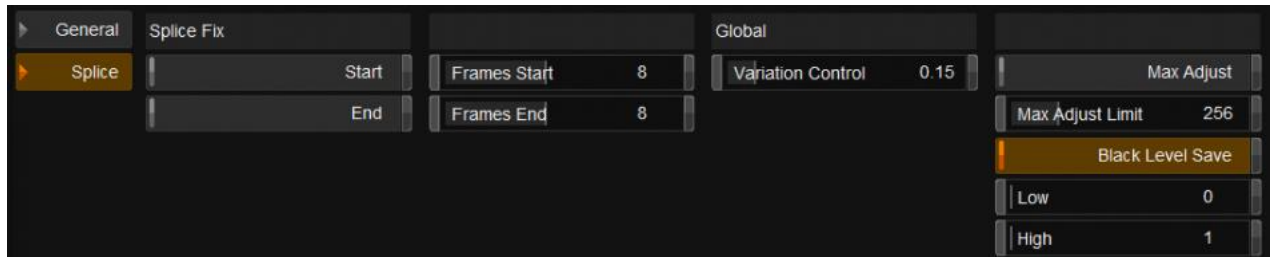 General Splice Fix Global
Splice Start Frames Start 8 Variation Control 0.15 Max Adjust
End Frames End 8 Max Adjust Limit 256
Black Level Save
Low 0
High 1